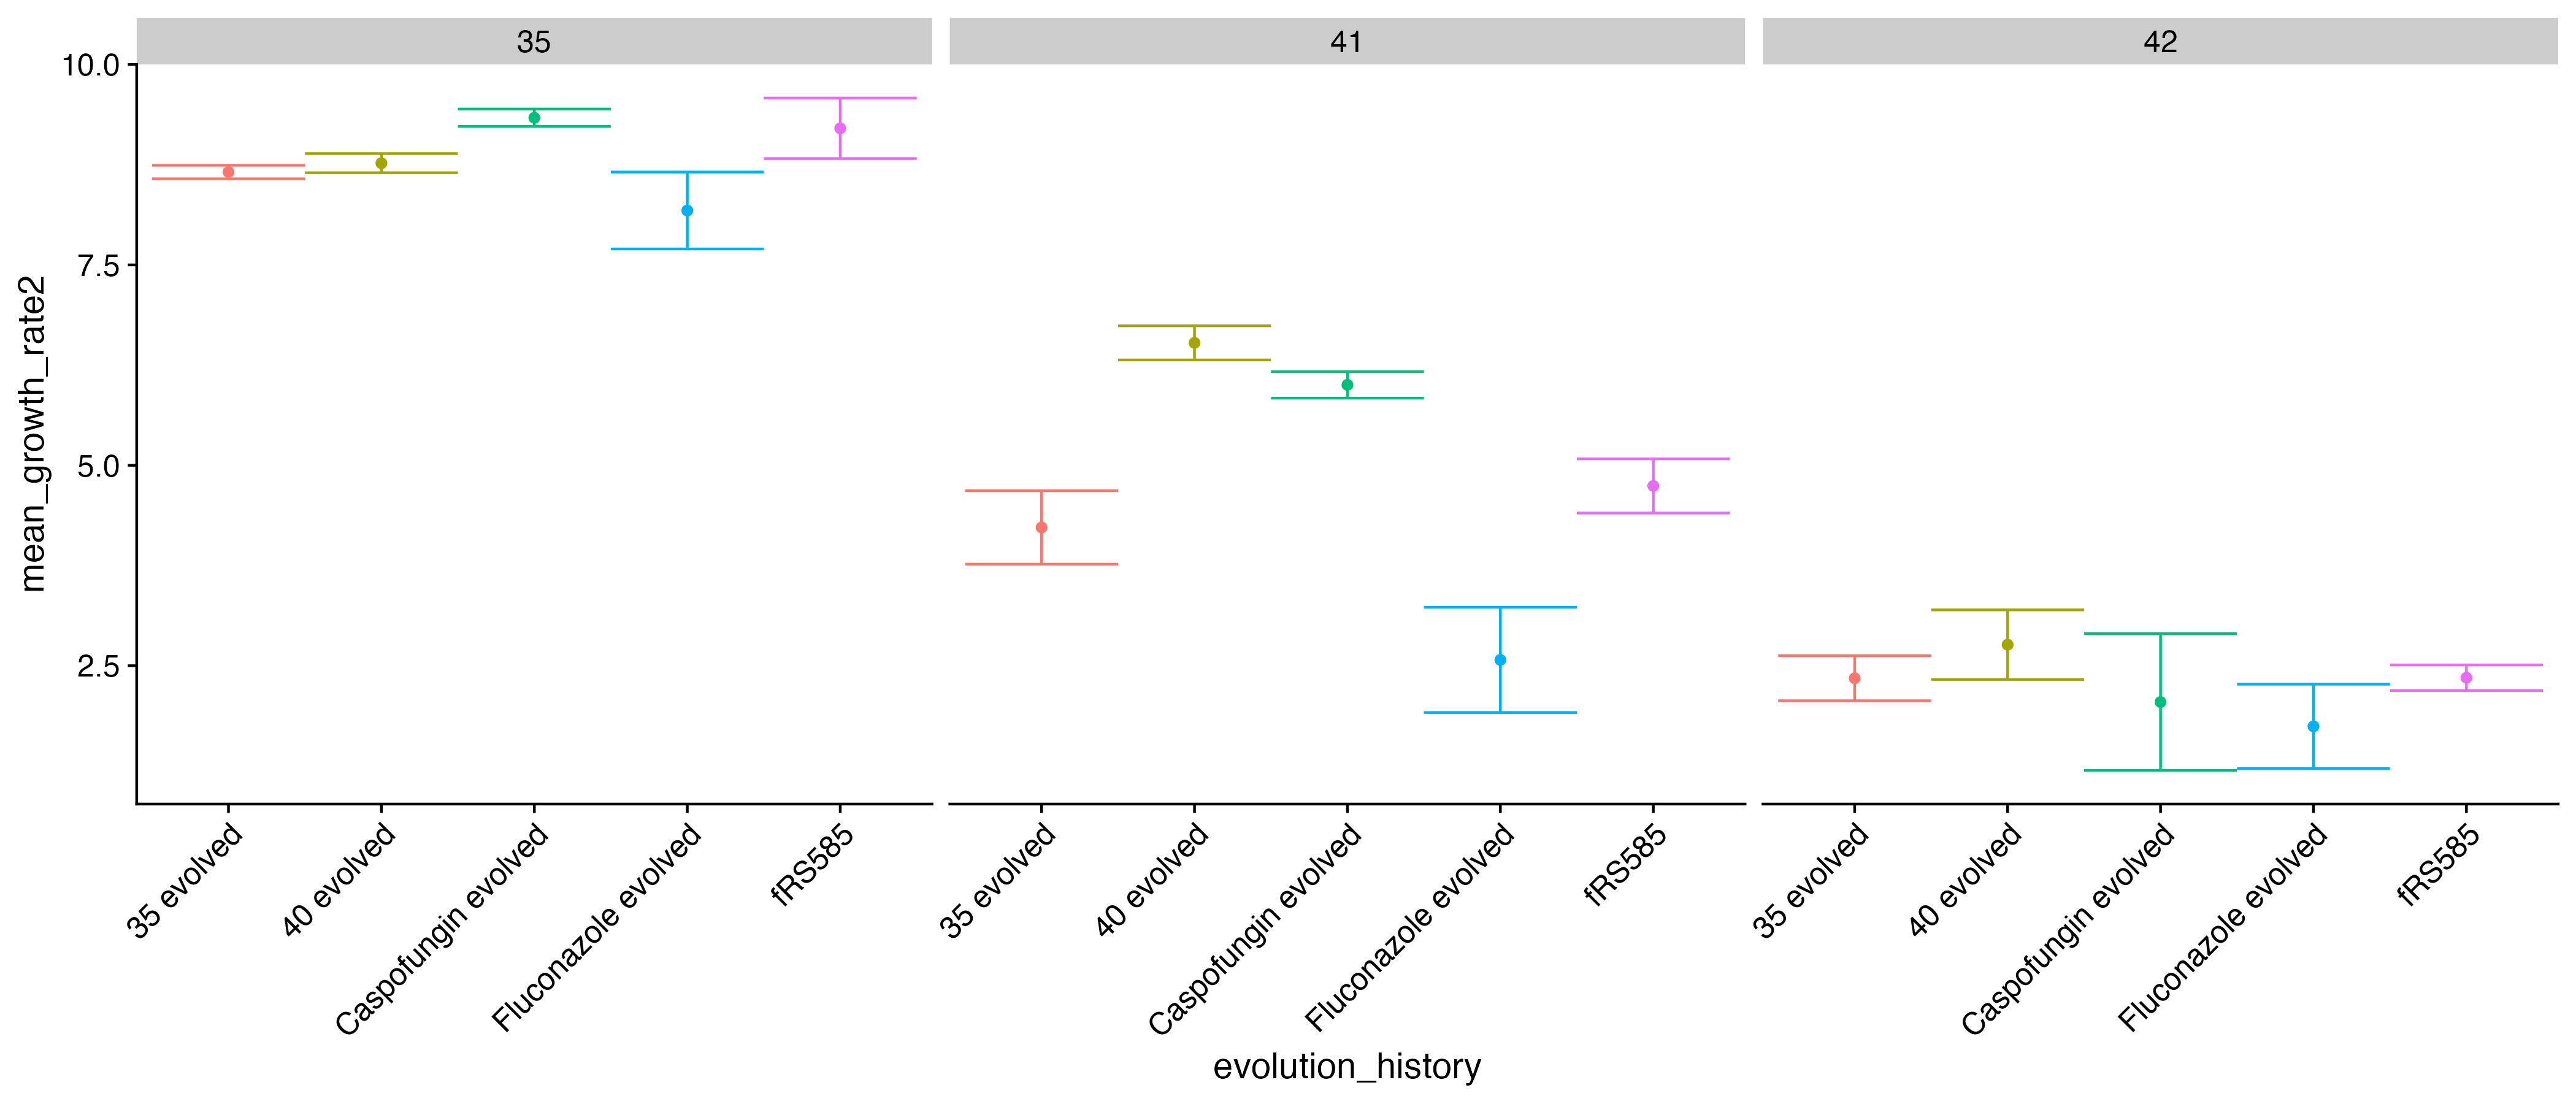 35
41
42
10.0
7.5
5.0
2.5
mean_growth_rate2
35 evolved
40 evolved
Caspofungin evolved
Fluconazole evolved
fRS585
35 evolved
40 evolved
Caspofungin evolved
Fluconazole evolved
fRS585
35 evolved
40 evolved
Caspofungin evolved
Fluconazole evolved
fRS585
evolution_history